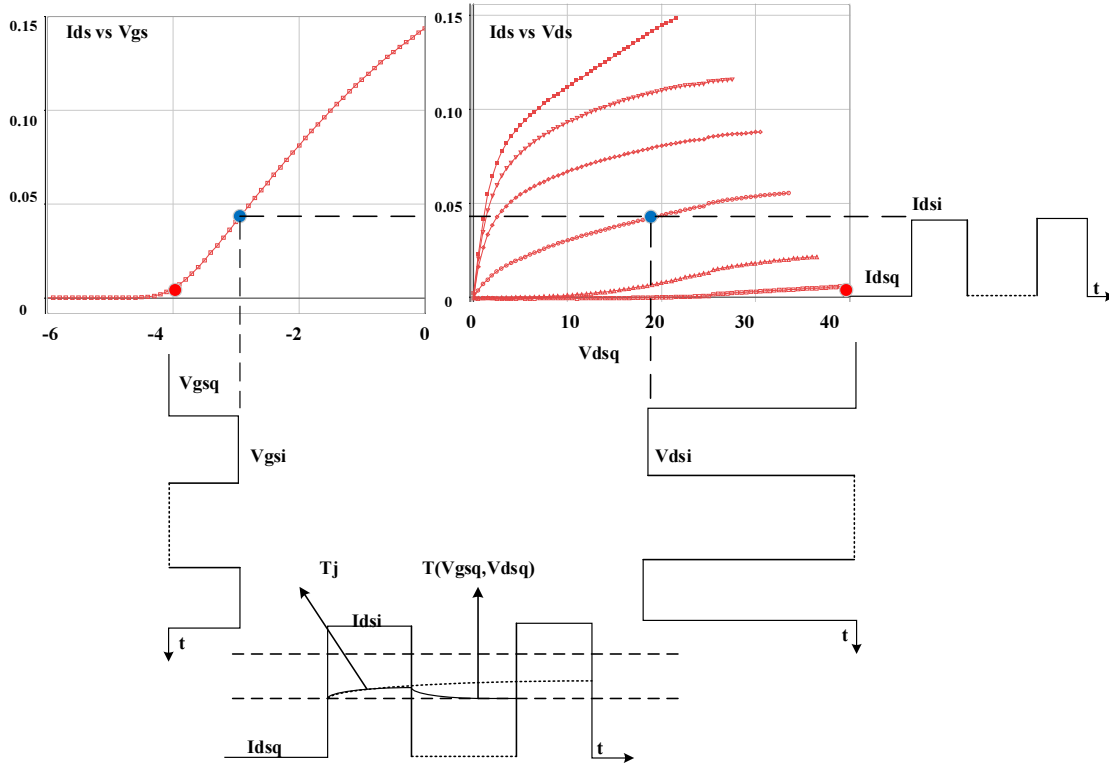 0.15
Ids vs Vgs
0.10
0.05
0
-6
-4
-2
0
0.15
Ids vs Vds
0.10
0.05
0
0
10
20
30
40
Vdsq
Idsi
Idsq
t
Vgsq
Vgsi
t
Vdsi
t
Tj
T(Vgsq,Vdsq)
Idsi
Idsq
t